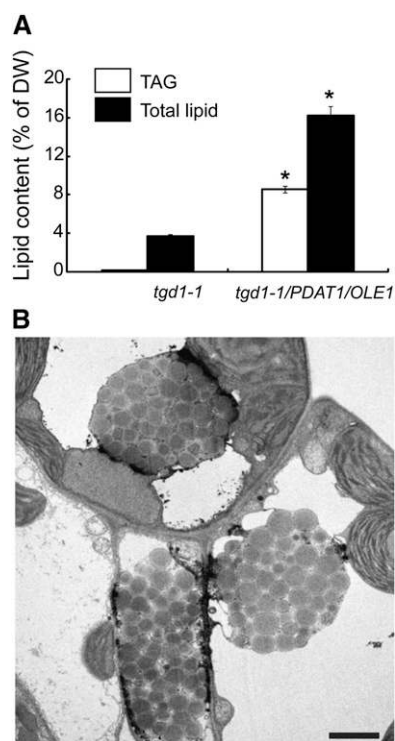 A
Lipid content (% of DW)
20
16
12
8
4
0
TAG
Total lipid
*
*
tgd1-1
tgd1-1/PDAT1/OLE1
B